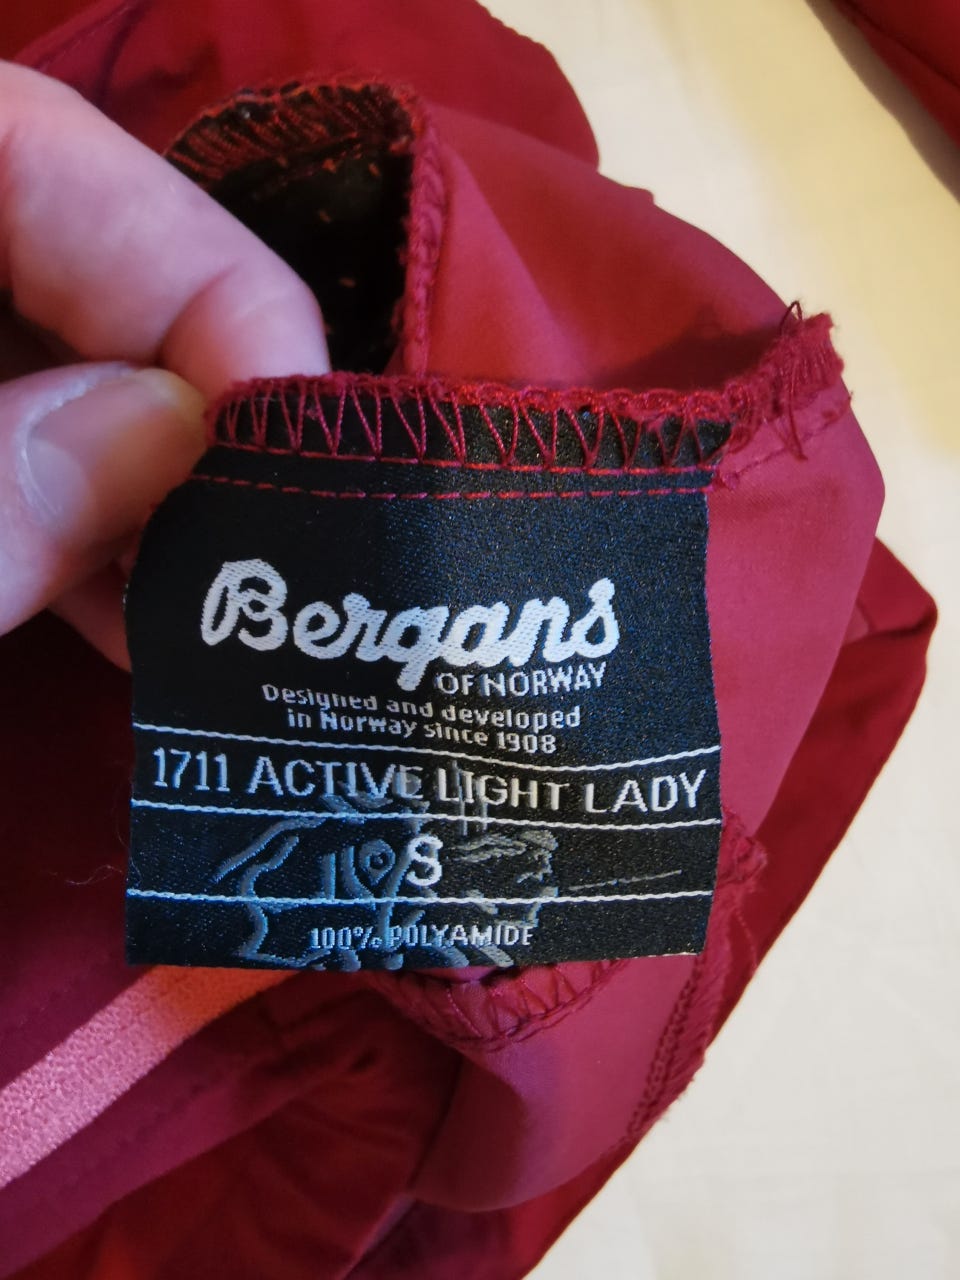 Bergans
OF NORWAY
Designed and developed
in Norway since 1908
1711 ACTIVE LIGHT LADY
S
100% POLYAMIDE